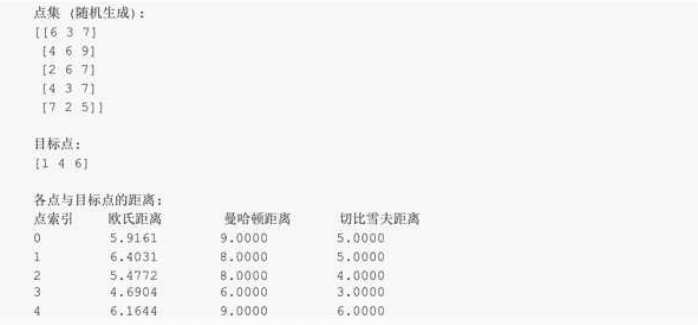 点集 (随机生成):
[[6 3 7]
[4 6 9]
[2 6 7]
[4 3 7]
[7 2 5]]
目标点:
[1 4 6]
各点与目标点的距离:
点索引 欧氏距离 曼哈顿距离 切比雪夫距离
0 5.9161 9.0000 5.0000
1 6.4031 8.0000 5.0000
2 5.4772 8.0000 4.0000
3 4.6904 6.0000 3.0000
4 6.1644 9.0000 6.0000